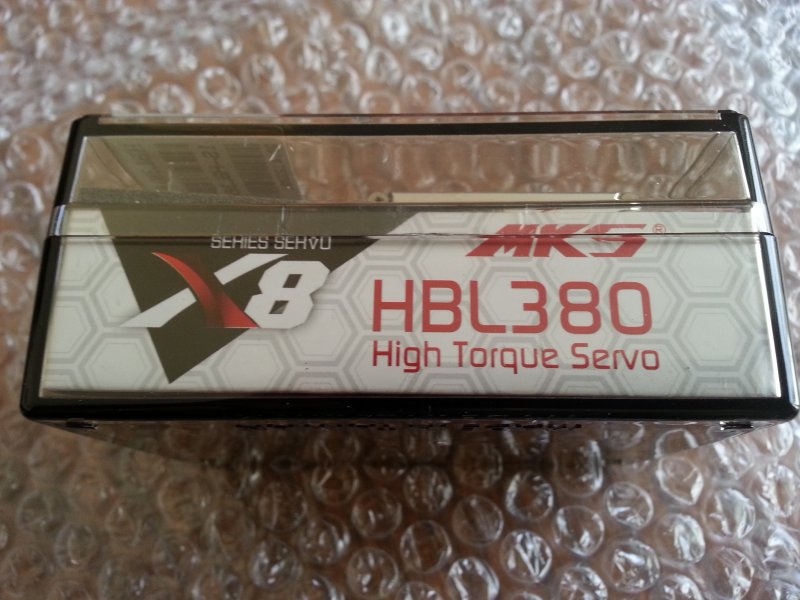 SERIES SERVO
X8
MKS®
HBL380
High Torque Servo